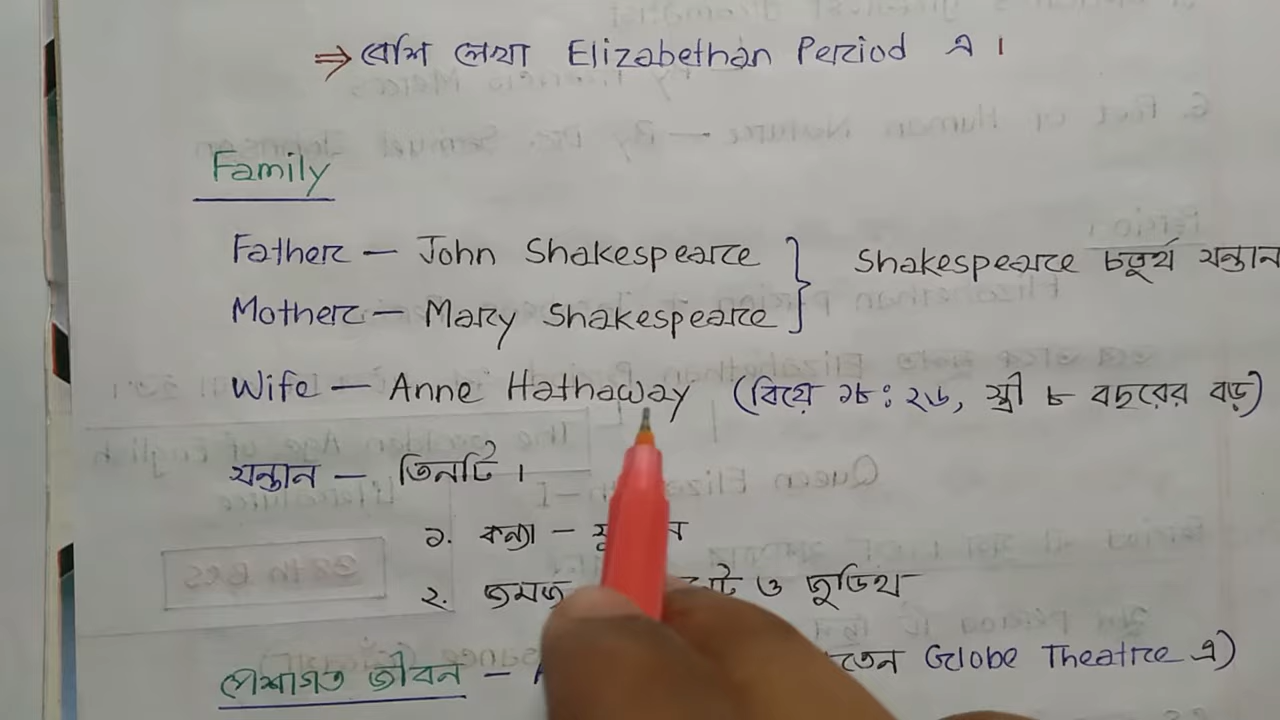 ⇒ বেশি লেখা Elizabethan Period এ ।
Family
Father – John Shakespeare
Mother – Mary Shakespeare
} Shakespeare চতুর্থ সন্তান
Wife – Anne Hathaway (বিয়ে ১৮ : ২৬, স্ত্রী ৮ বছরের বড়)
সন্তান – তিনটি ।
১. কন্যা –
২. ও জুডিথ
পেশাগত জীবন – Globe Theatre এ)